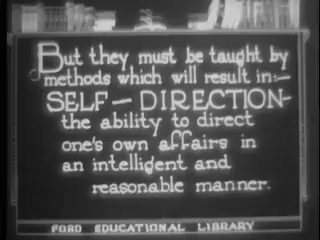 But they must be taught by
methods which will result in:-
SELF - DIRECTION -
the ability to direct
one's own affairs in
an intelligent and
reasonable manner.
FORD EDUCATIONAL LIBRARY